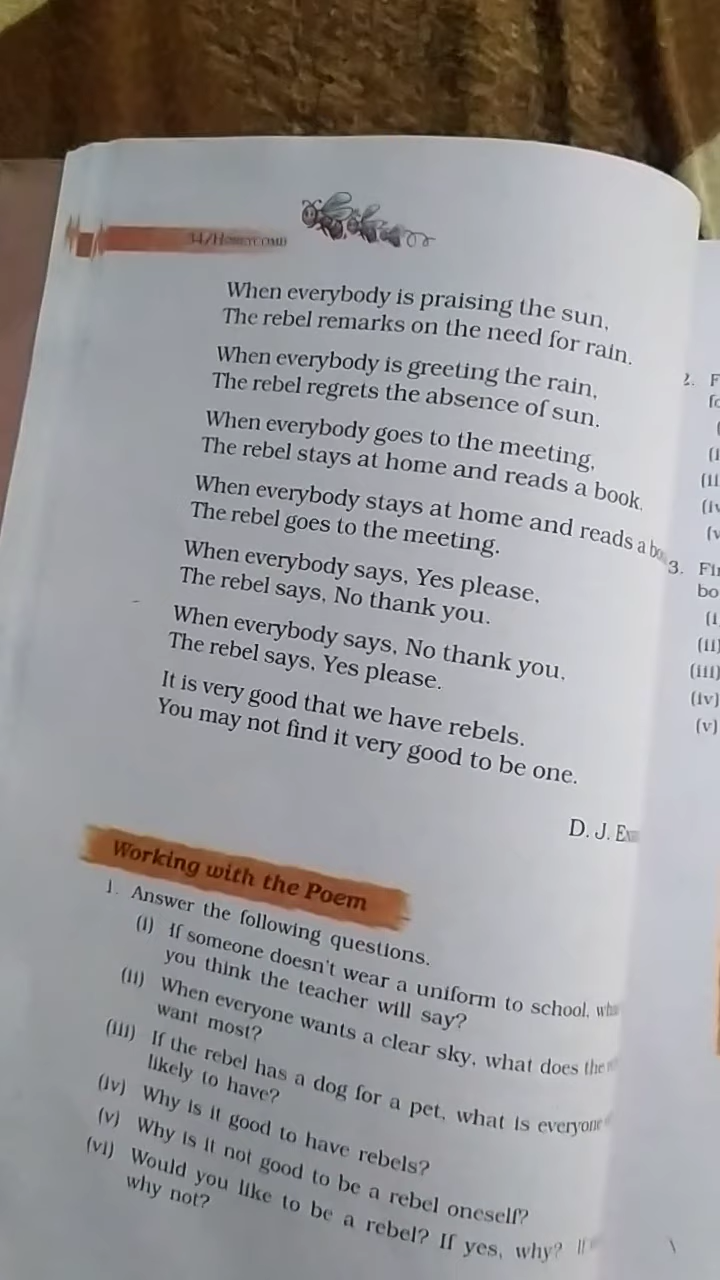 34/HONEYCOMB
When everybody is praising the sun,
The rebel remarks on the need for rain.
When everybody is greeting the rain,
The rebel regrets the absence of sun.
When everybody goes to the meeting,
The rebel stays at home and reads a book.
When everybody stays at home and reads a
The rebel goes to the meeting.
When everybody says, Yes please,
The rebel says, No thank you.
When everybody says, No thank you,
The rebel says, Yes please.
It is very good that we have rebels.
You may not find it very good to be one.
D. J.
Working with the Poem
1. Answer the following questions.
(i) If someone doesn't wear a uniform to school,
you think the teacher will say?
(ii) When everyone wants a clear sky, what does the
want most?
(iii) If the rebel has a dog for a pet, what is everyone
likely to have?
(iv) Why is it good to have rebels?
(v) Why is it not good to be a rebel oneself?
(vi) Would you like to be a rebel? If yes, why?
why not?
2.
(ii
(iv
(v
3.
bo
(i
(ii)
(iii)
(iv)
(v)